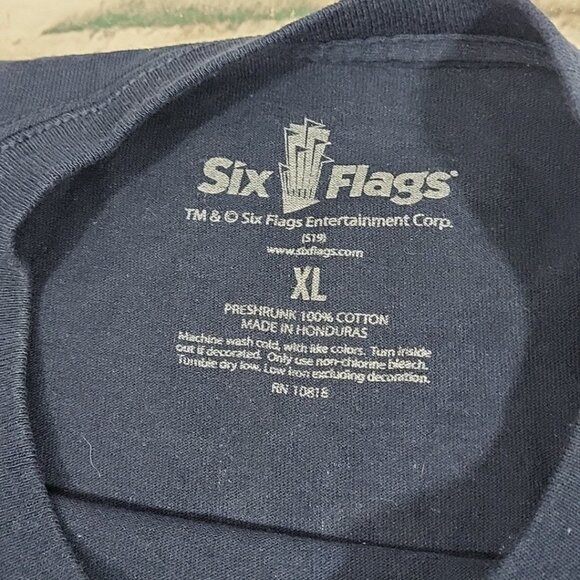 Six Flags
TM & © Six Flags Entertainment Corp.
(S19)
www.sixflags.com
XL
PRESHRUNK 100% COTTON
MADE IN HONDURAS
Machine wash cold, with like colors. Turn inside
out if decorated. Only use non-chlorine bleach.
Tumble dry low. Low iron excluding decoration.
RN 10818